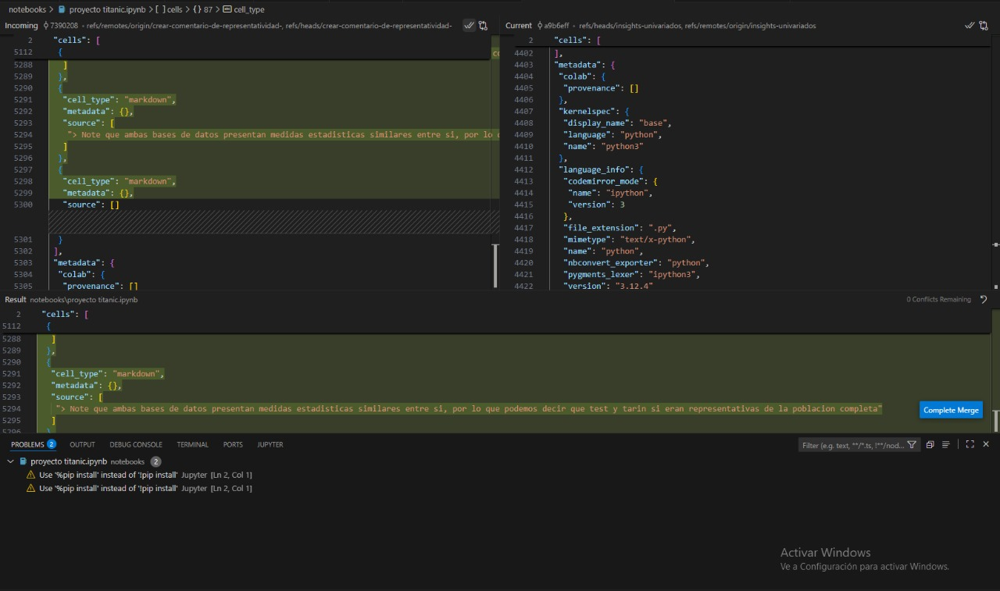 notebooks > proyecto titanic.ipynb > [ ] cells > {} 87 > cell_type
Incoming 7390208 • refs/remotes/origin/crear-comentario-de-representatividad-, refs/heads/crear-comentario-de-representatividad-
2 "cells": [
5112 {
5288 ]
5289 },
5290 {
5291 "cell_type": "markdown",
5292 "metadata": {},
5293 "source": [
5294 "> Note que ambas bases de datos presentan medidas estadisticas similares entre si, por lo
5295 ]
5296 },
5297 {
5298 "cell_type": "markdown",
5299 "metadata": {},
5300 "source": []
5301 }
5302 ],
5303 "metadata": {
5304 "colab": {
5305 "provenance": []
Current a9b6eff • refs/heads/insights-univariados, refs/remotes/origin/insights-univariados
2 "cells": [
4402 ],
4403 "metadata": {
4404 "colab": {
4405 "provenance": []
4406 },
4407 "kernelspec": {
4408 "display_name": "base",
4409 "language": "python",
4410 "name": "python3"
4411 },
4412 "language_info": {
4413 "codemirror_mode": {
4414 "name": "ipython",
4415 "version": 3
4416 },
4417 "file_extension": ".py",
4418 "mimetype": "text/x-python",
4419 "name": "python",
4420 "nbconvert_exporter": "python",
4421 "pygments_lexer": "ipython3",
4422 "version": "3.12.4"
Result notebooks\proyecto titanic.ipynb 0 Conflicts Remaining
2 "cells": [
5112 {
5288 ]
5289 },
5290 {
5291 "cell_type": "markdown",
5292 "metadata": {},
5293 "source": [
5294 "> Note que ambas bases de datos presentan medidas estadisticas similares entre si, por lo que podemos decir que test y tarin si eran representativas de la poblacion completa"
5295 ]
5296 }
Complete Merge
PROBLEMS 2 OUTPUT DEBUG CONSOLE TERMINAL PORTS JUPYTER
Filter (e.g. text, **/*.ts, !**/nod...
proyecto titanic.ipynb notebooks 2
Use '%pip install' instead of '!pip install' Jupyter [Ln 2, Col 1]
Use '%pip install' instead of '!pip install' Jupyter [Ln 2, Col 1]
Activar Windows
Ve a Configuración para activar Windows.